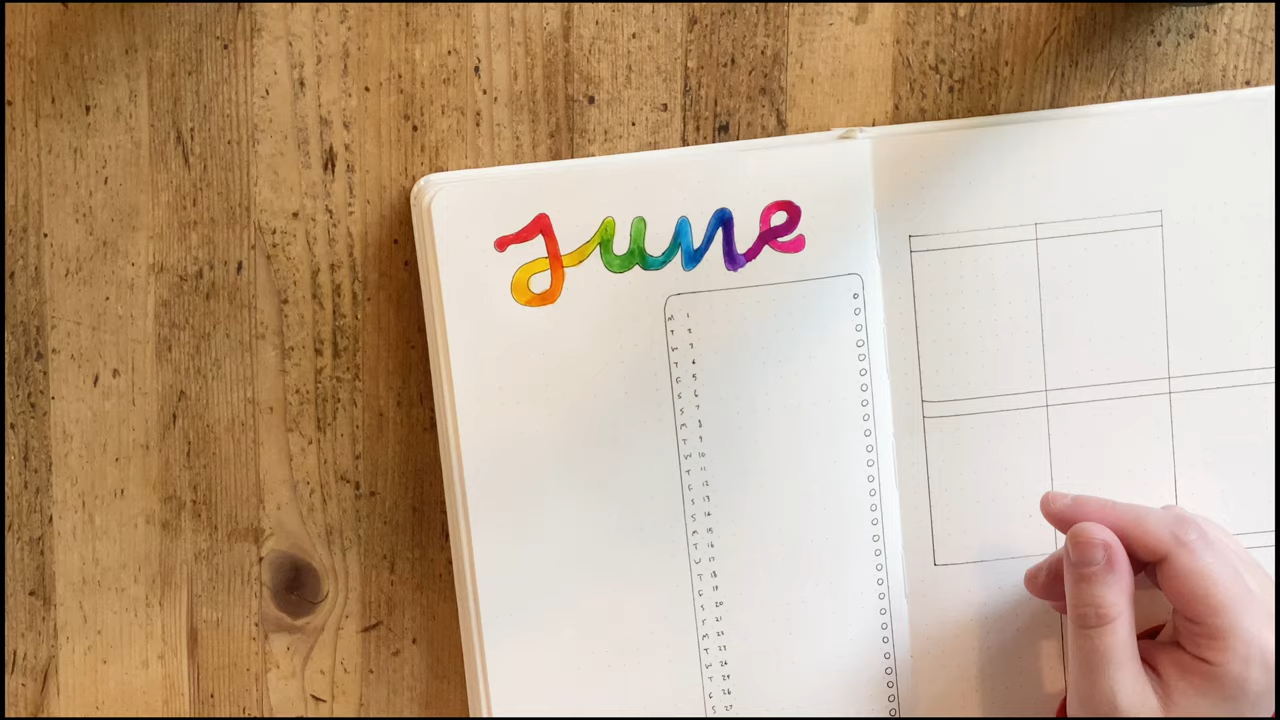 June
M 1
T 2
W 3
T 4
F 5
S 6
S 7
M 8
T 9
W 10
T 11
F 12
S 13
S 14
M 15
T 16
W 17
T 18
F 19
S 20
S 21
M 22
T 23
W 24
T 25
F 26
S 27